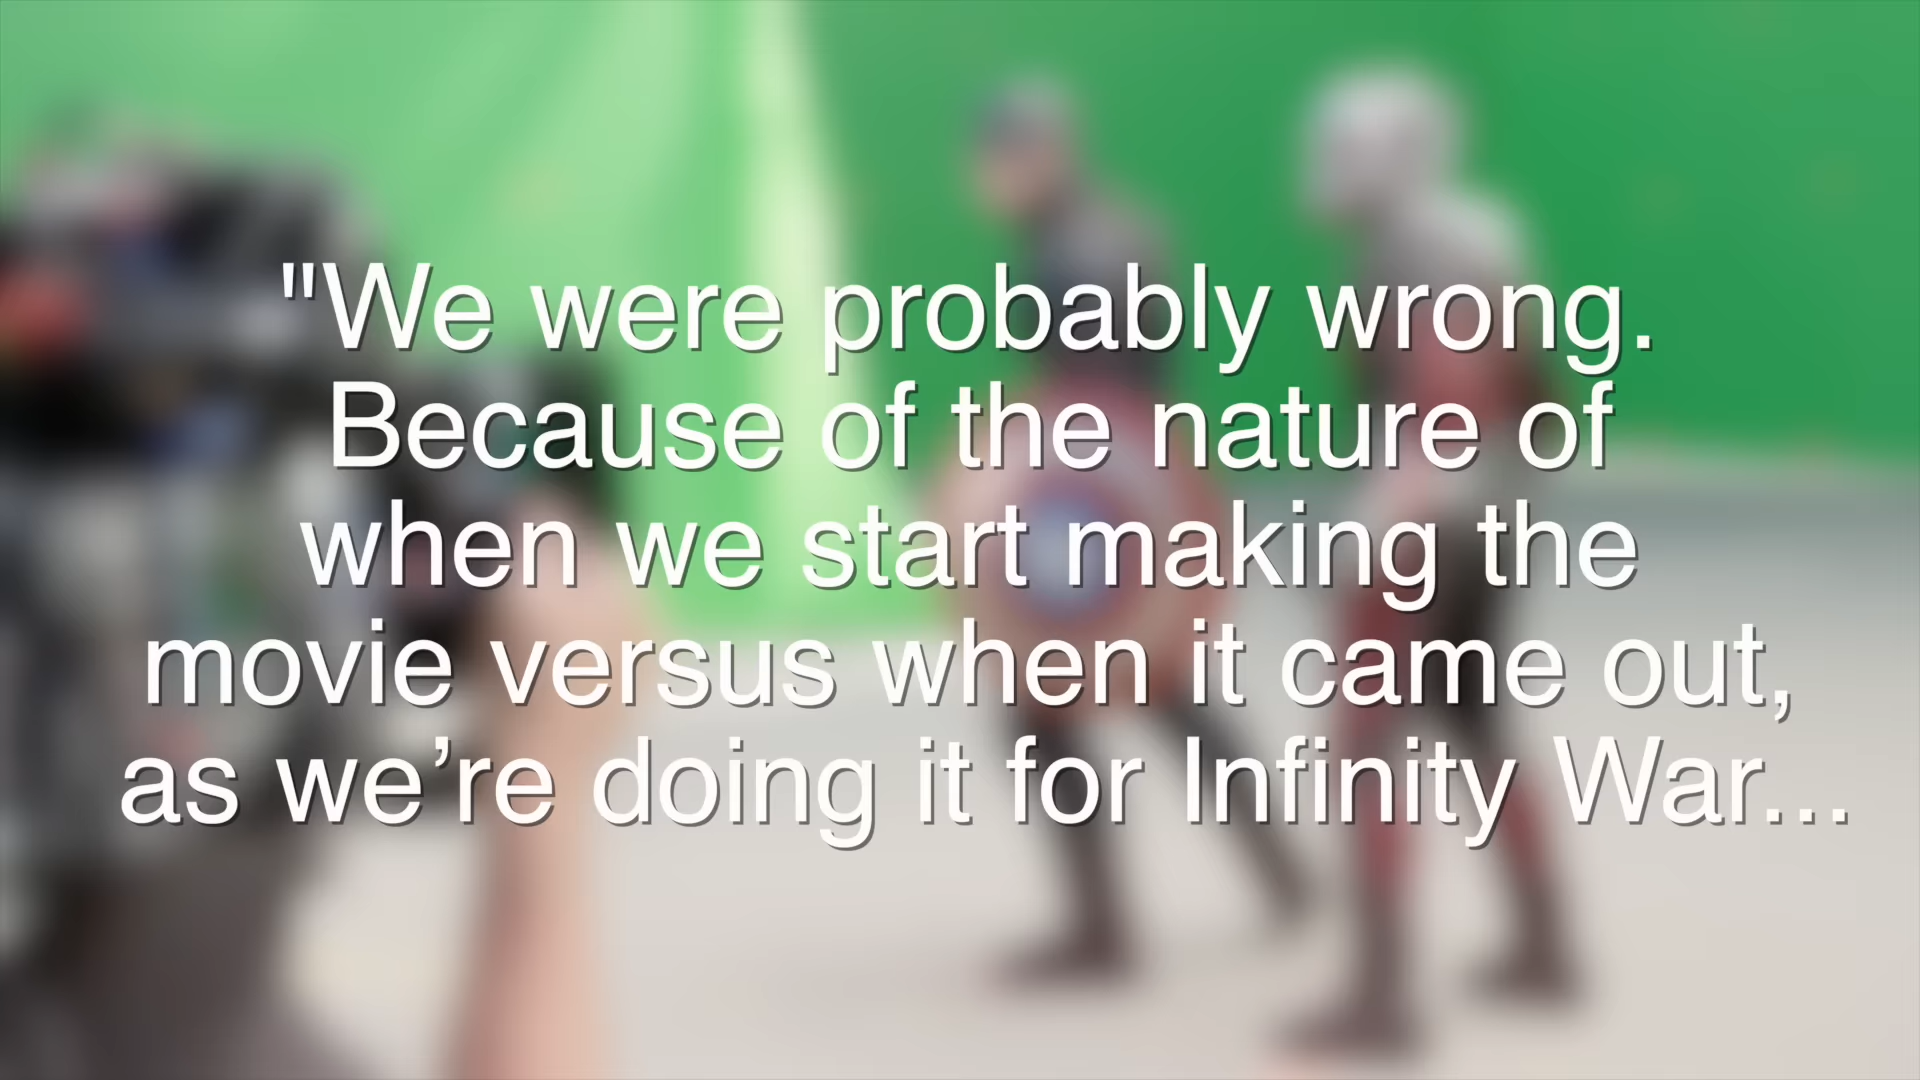 "We were probably wrong.
Because of the nature of
when we start making the
movie versus when it came out,
as we’re doing it for Infinity War...